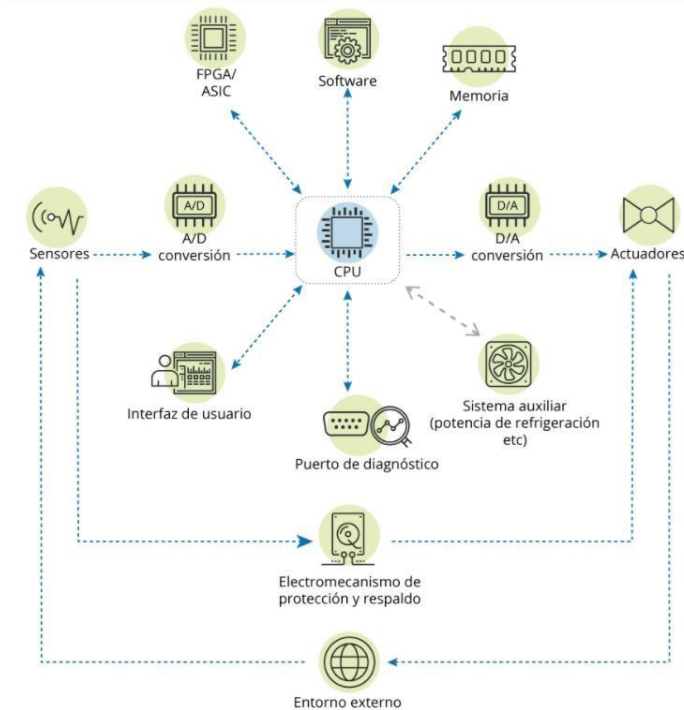 FPGA/
ASIC
Software
Memoria
Sensores
A/D
A/D
conversión
CPU
D/A
D/A
conversión
Actuadores
Interfaz de usuario
Puerto de diagnóstico
Sistema auxiliar
(potencia de refrigeración
etc)
Electromecanismo de
protección y respaldo
Entorno externo